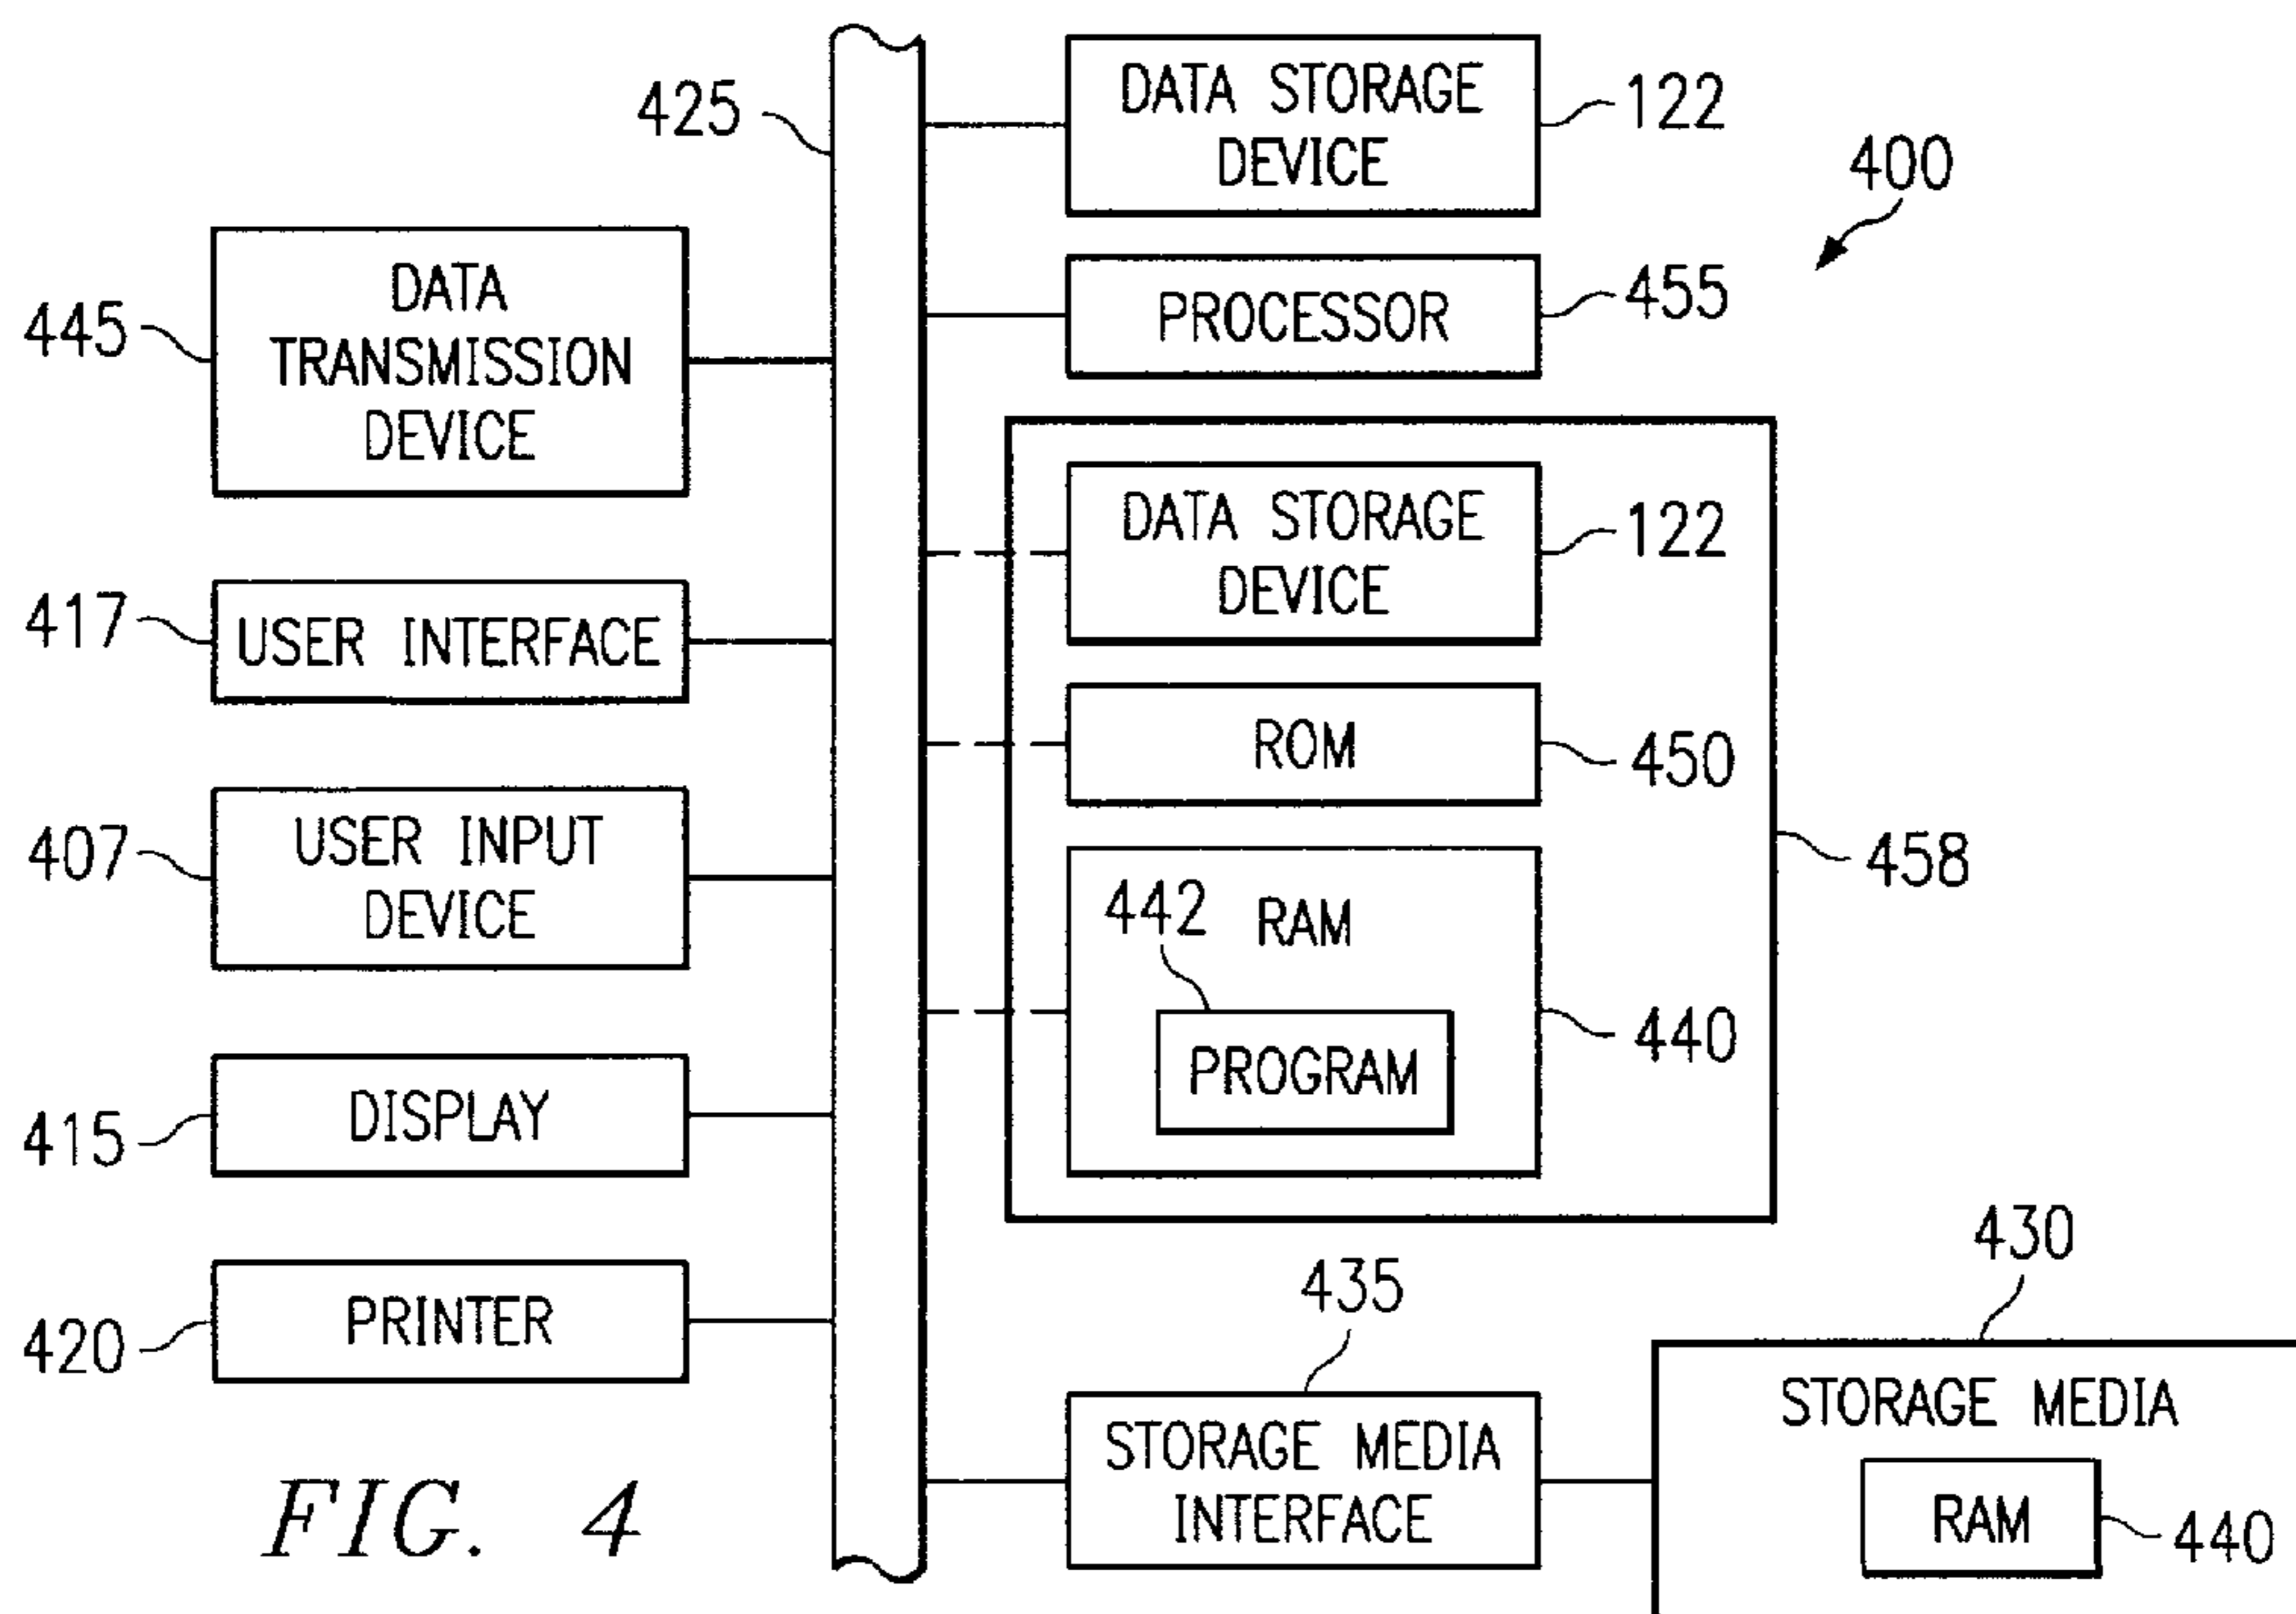 425
DATA STORAGE
DEVICE
122
400
DATA
TRANSMISSION
DEVICE
445
PROCESSOR
455
DATA STORAGE
DEVICE
122
417
USER INTERFACE
ROM
450
407
USER INPUT
DEVICE
458
442
RAM
PROGRAM
440
415
DISPLAY
420
PRINTER
435
STORAGE MEDIA
INTERFACE
430
STORAGE MEDIA
RAM
440
FIG. 4